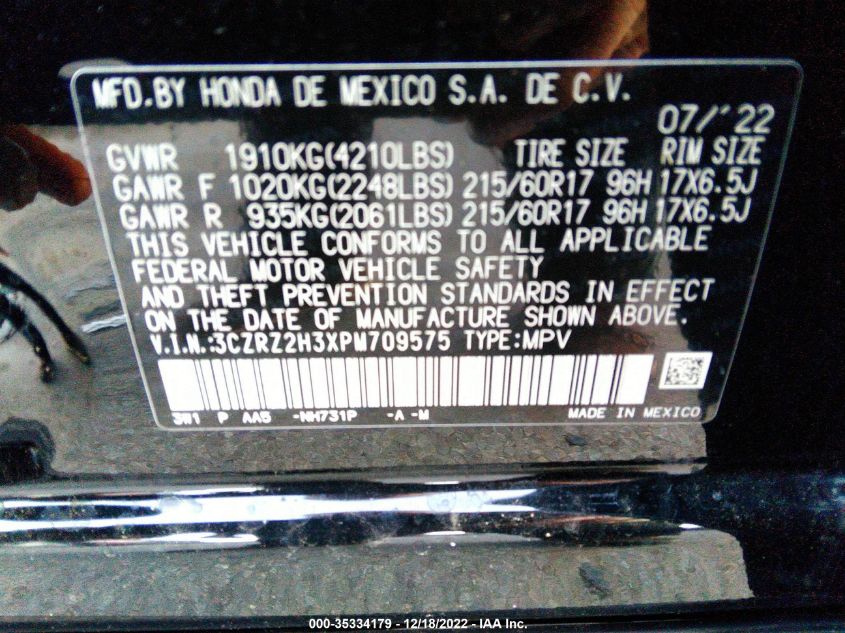 MFD.BY HONDA DE MEXICO S.A. DE C.V.
07/'22
GVWR 1910KG(4210LBS) TIRE SIZE RIM SIZE
GAWR F 1020KG(2248LBS) 215/60R17 96H 17X6.5J
GAWR R 935KG(2061LBS) 215/60R17 96H 17X6.5J
THIS VEHICLE CONFORMS TO ALL APPLICABLE
FEDERAL MOTOR VEHICLE SAFETY
AND THEFT PREVENTION STANDARDS IN EFFECT
ON THE DATE OF MANUFACTURE SHOWN ABOVE.
V.I.N.:3CZRZ2H3XPM709575 TYPE:MPV
3W1 P AA5 -NH731P -A -M MADE IN MEXICO
000-35334179 - 12/18/2022 - IAA Inc.